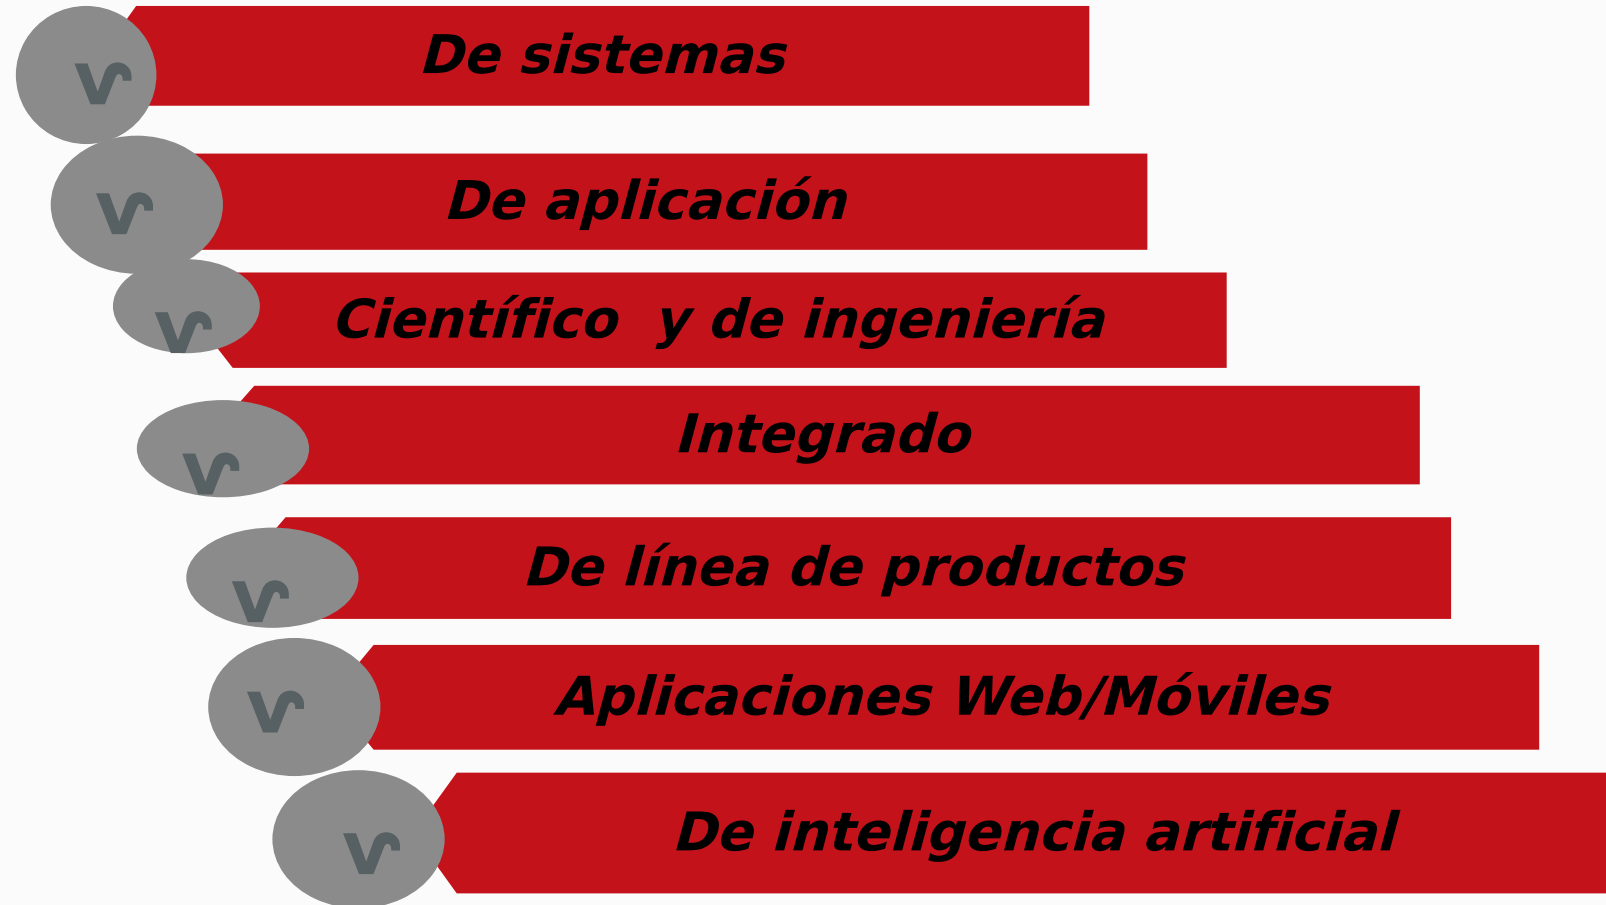 De sistemas
De aplicación
Científico  y de ingeniería
Integrado
De línea de productos
Aplicaciones Web/Móviles
De inteligencia artificial